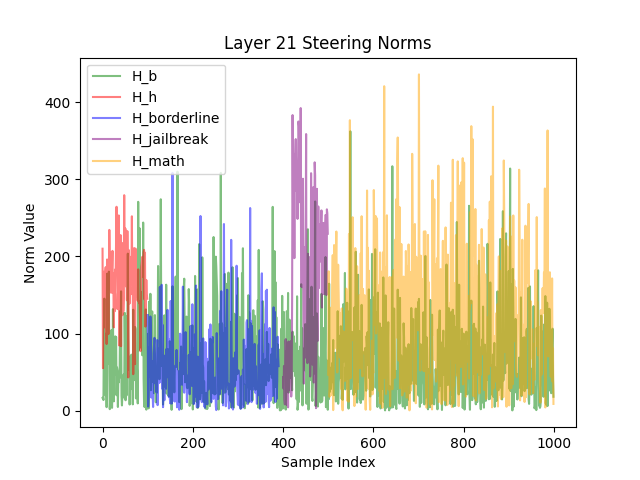 Layer 21 Steering Norms
H_b
H_h
H_borderline
H_jailbreak
H_math
400
300
200
100
0
Norm Value
0 200 400 600 800 1000
Sample Index